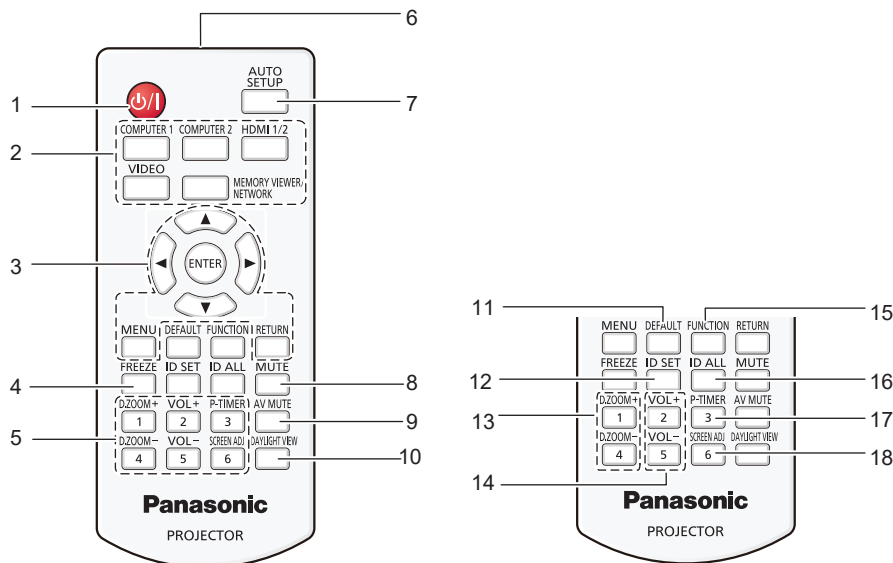 6
AUTO
SETUP
1
⏻/I
7
COMPUTER 1 COMPUTER 2 HDMI 1/2
2
VIDEO
MEMORY VIEWER/
NETWORK
3
ENTER
MENU DEFAULT FUNCTION RETURN
FREEZE ID SET ID ALL MUTE
4
8
D.ZOOM+ VOL+ P-TIMER AV MUTE
1 2 3
9
5
D.ZOOM− VOL− SCREEN ADJ DAYLIGHT VIEW
4 5 6
10
Panasonic
PROJECTOR
11
15
MENU DEFAULT FUNCTION RETURN
FREEZE ID SET ID ALL MUTE
12
16
D.ZOOM+ VOL+ P-TIMER AV MUTE
13
1 2 3
17
D.ZOOM− VOL− SCREEN ADJ DAYLIGHT VIEW
4 5 6
18
14
Panasonic
PROJECTOR